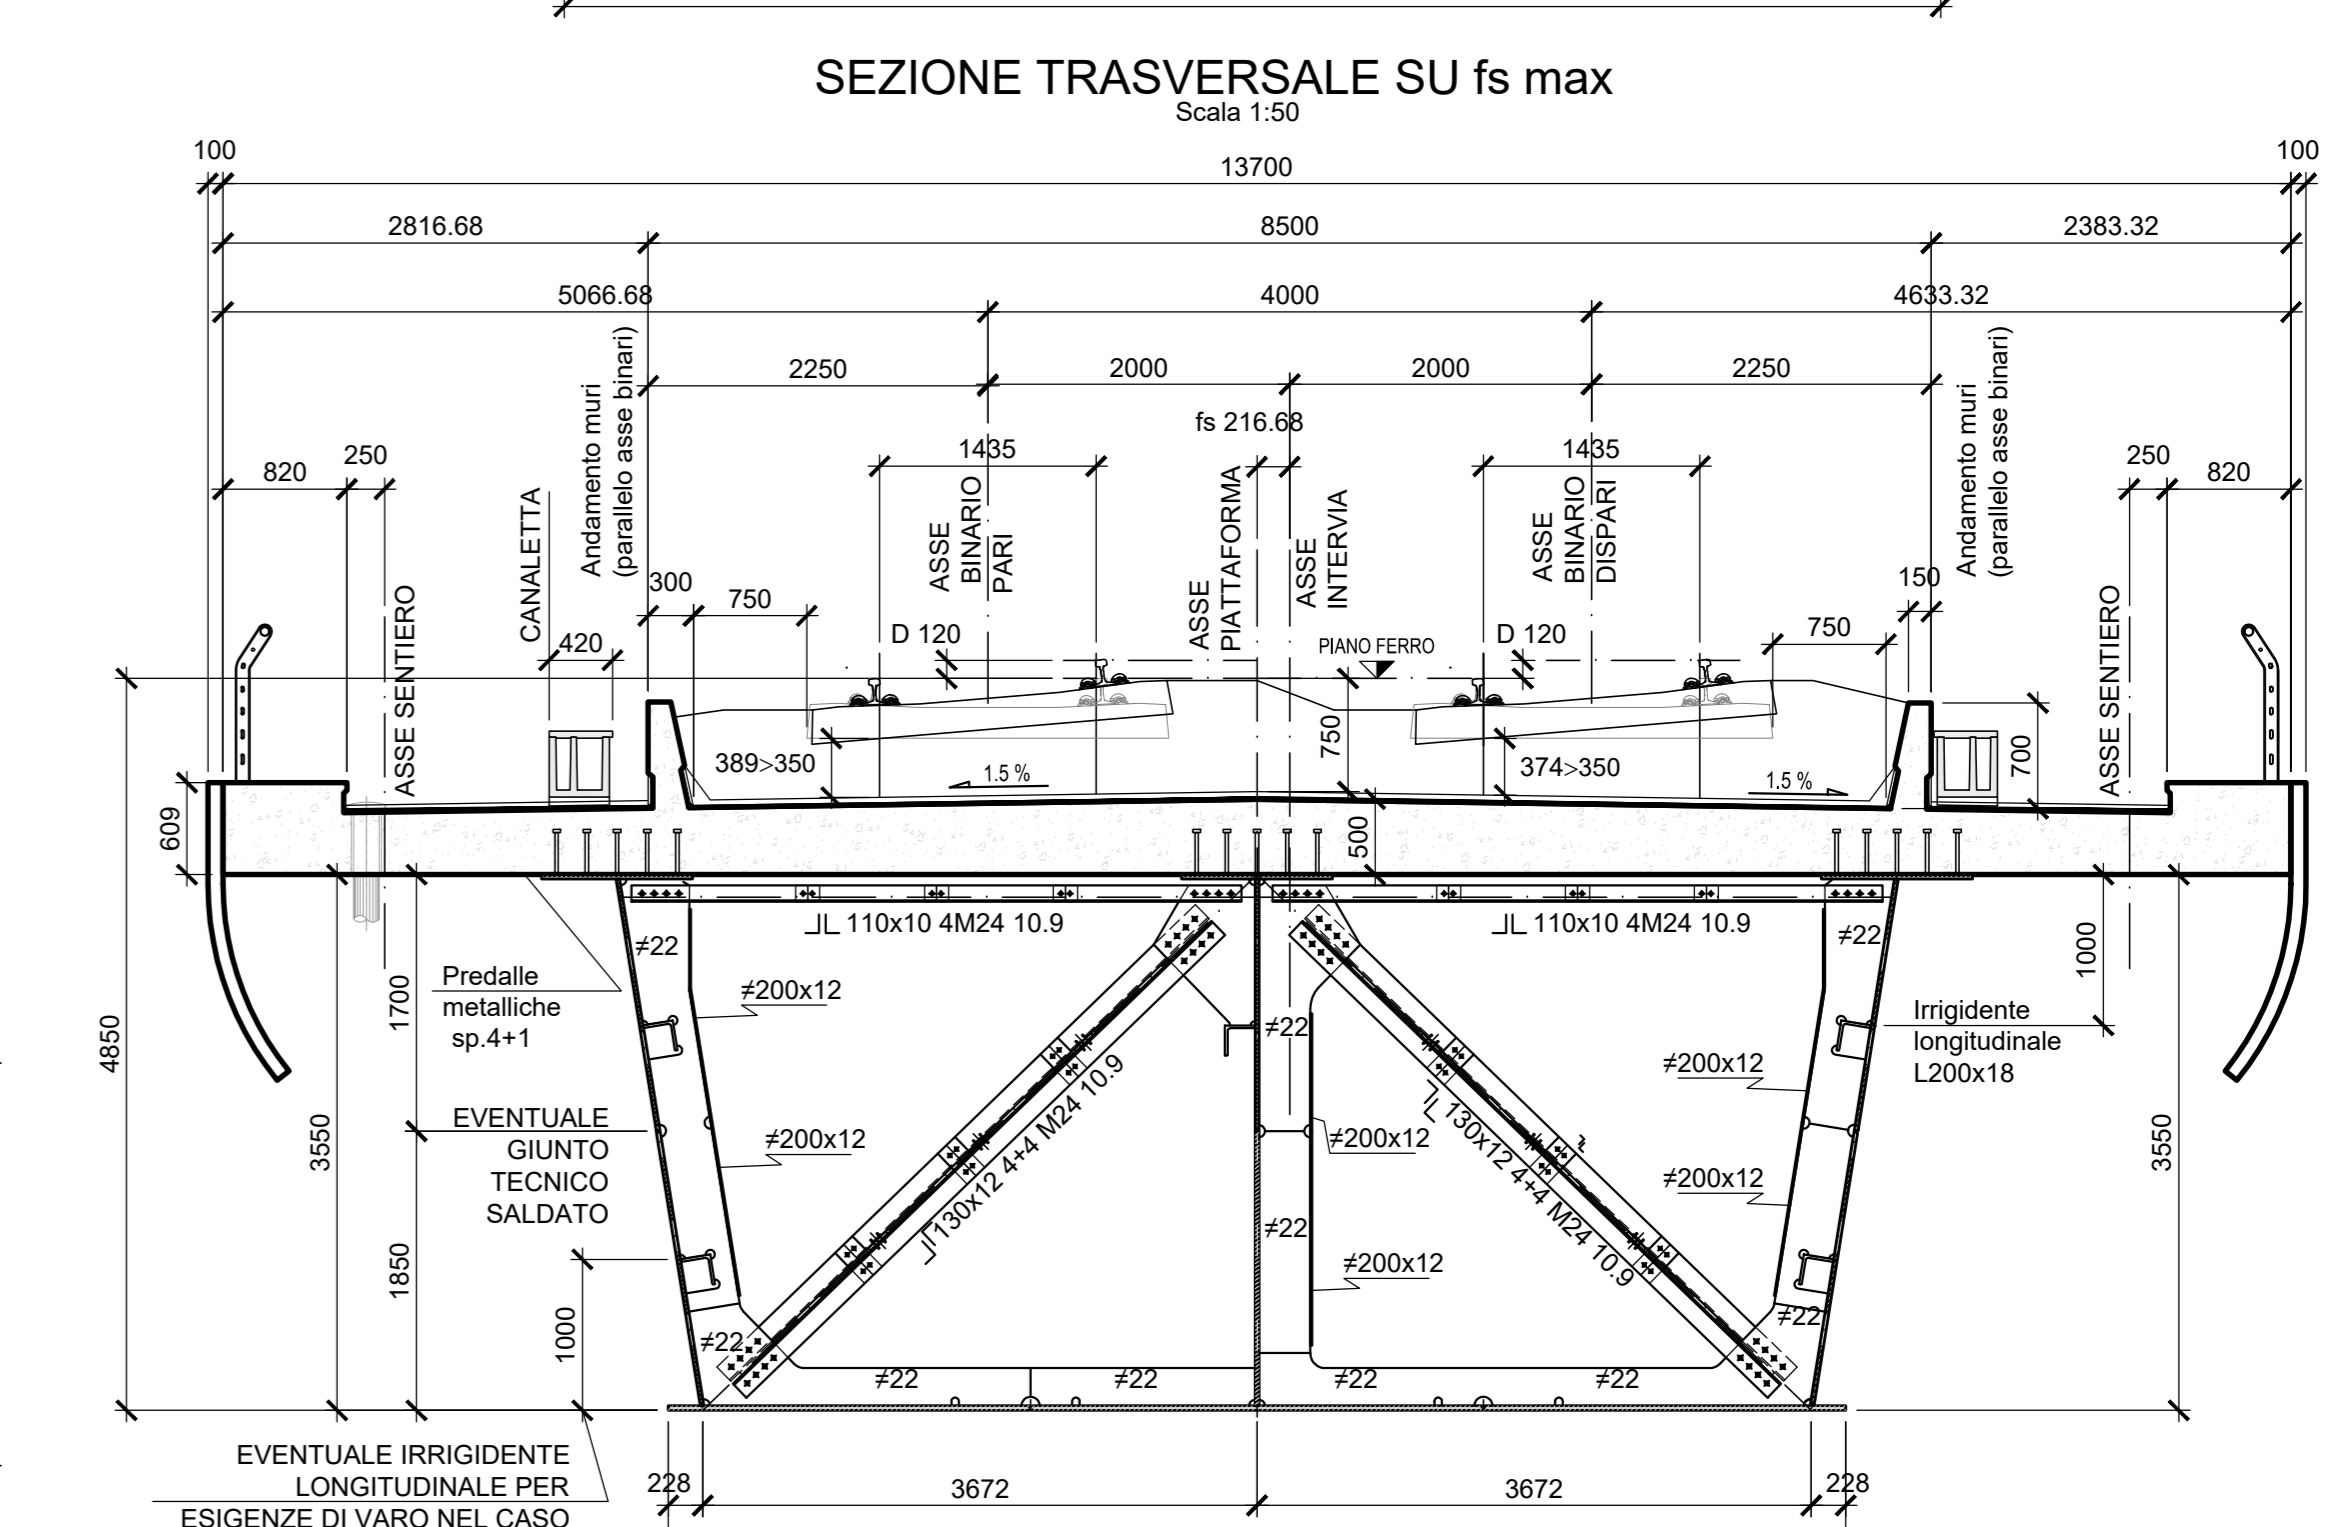 SEZIONE TRASVERSALE SU fs max
Scala 1:50
100
13700
100
2816.68
8500
2383.32
5066.68
4000
4633.32
2250
2000
2000
2250
fs 216.68
1435
1435
820
250
250
820
CANALETTA
Andamento muri
(parallelo asse binari)
ASSE
BINARIO
PARI
ASSE
PIATTAFORMA
ASSE
INTERVIA
ASSE
BINARIO
DISPARI
Andamento muri
(parallelo asse binari)
300
750
150
750
420
ASSE SENTIERO
ASSE SENTIERO
D 120
PIANO FERRO
D 120
389>350
1.5 %
750
374>350
1.5 %
700
609
500
JL 110x10 4M24 10.9
JL 110x10 4M24 10.9
≠22
≠22
1000
Predalle
metalliche
sp.4+1
1700
≠200x12
≠22
≠200x12
Irrigidente
longitudinale
L200x18
4850
3550
EVENTUALE
GIUNTO
TECNICO
SALDATO
≠200x12
130x12 4+4 M24 10.9
130x12 4+4 M24 10.9
≠200x12
≠200x12
3550
≠22
≠200x12
1850
1000
≠22
≠22
≠22
≠22
≠22
≠22
EVENTUALE IRRIGIDENTE
LONGITUDINALE PER
ESIGENZE DI VARO NEL CASO
228
3672
3672
228